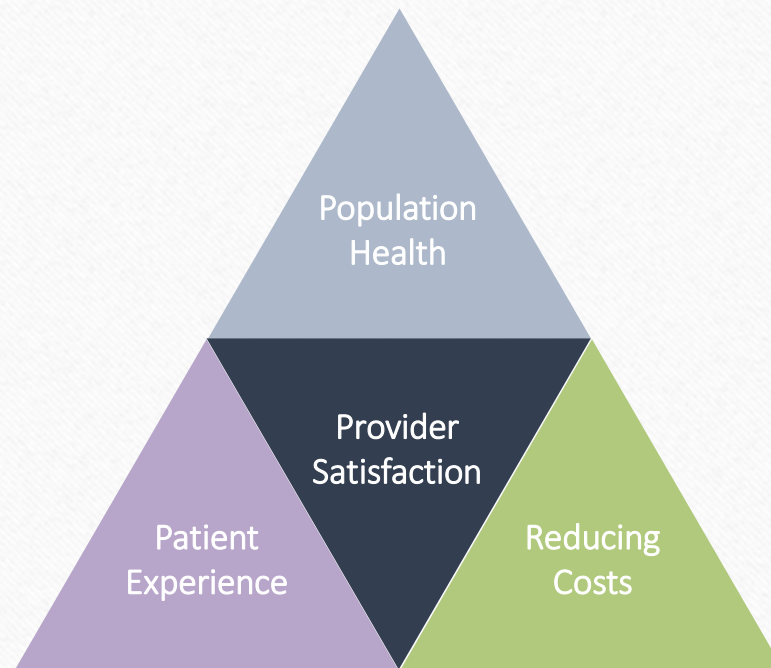 Population
Health
Provider
Satisfaction
Patient
Experience
Reducing
Costs